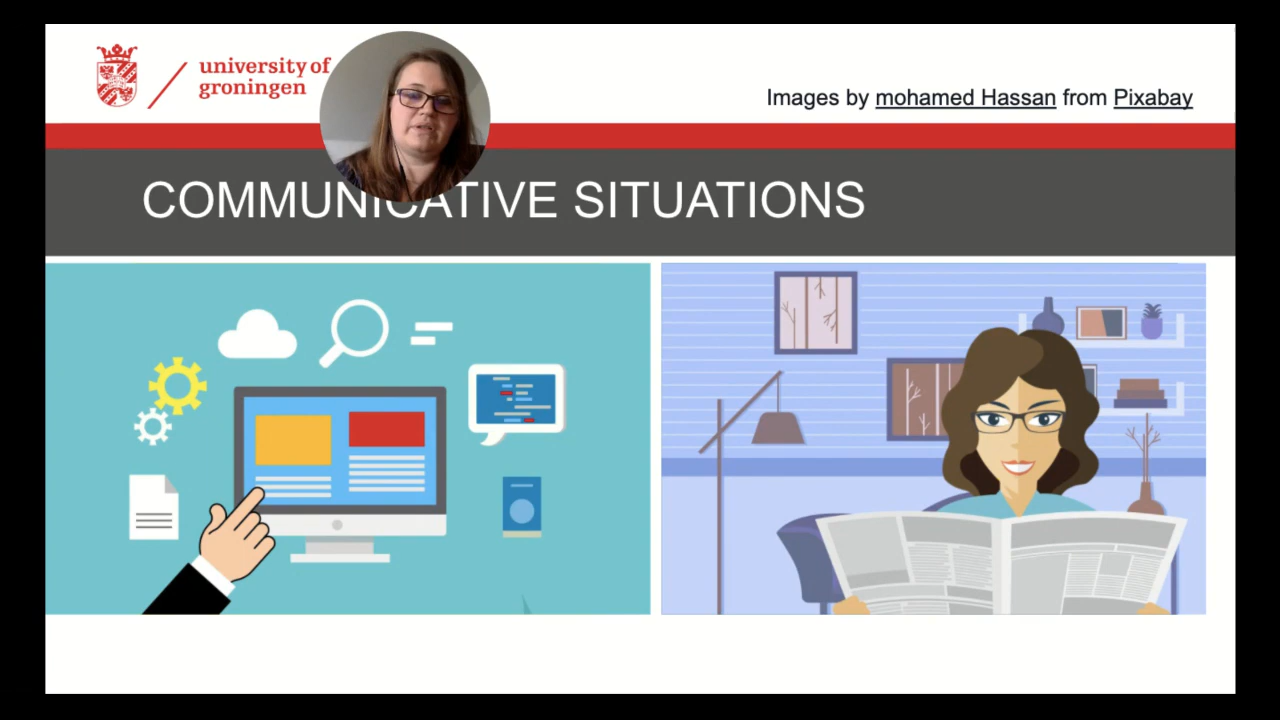 university of
groningen
Images by mohamed Hassan from Pixabay
COMMUNICATIVE SITUATIONS